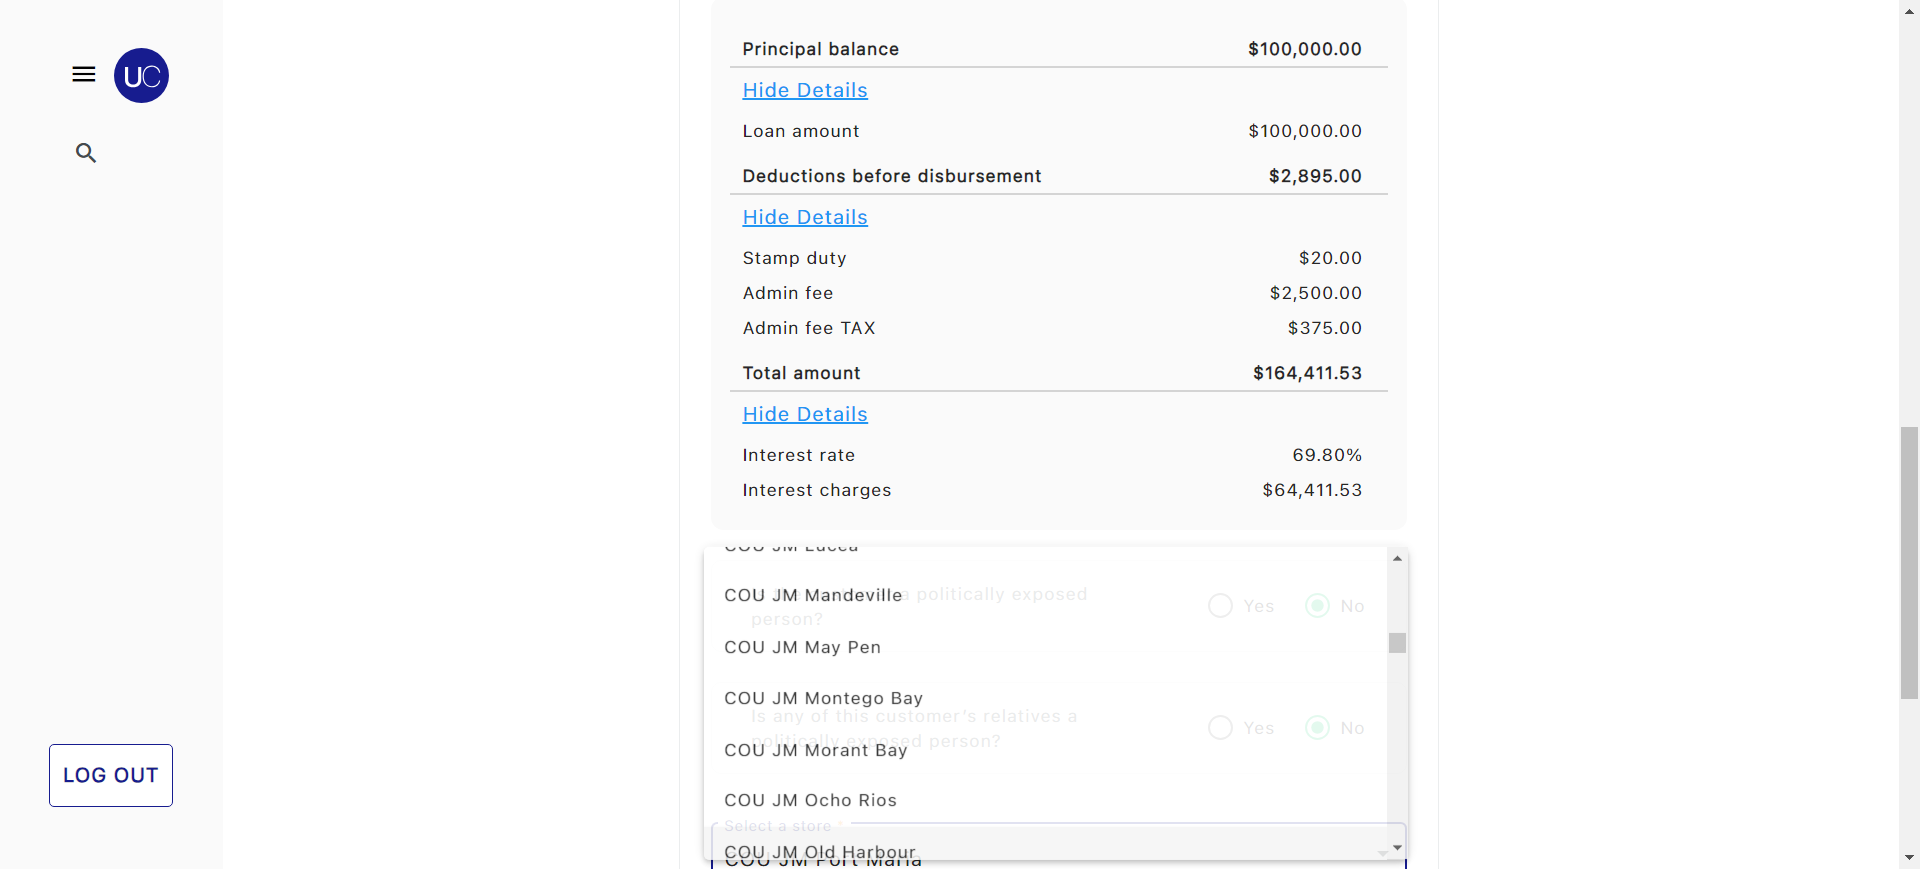 UC
LOG OUT
Principal balance $100,000.00
Hide Details
Loan amount $100,000.00
Deductions before disbursement $2,895.00
Hide Details
Stamp duty $20.00
Admin fee $2,500.00
Admin fee TAX $375.00
Total amount $164,411.53
Hide Details
Interest rate 69.80%
Interest charges $64,411.53
COU JM Lucea
COU JM Mandeville
a politically exposed
person?
Yes No
COU JM May Pen
COU JM Montego Bay
Is any of this customer's relatives a
politically exposed person?
Yes No
COU JM Morant Bay
COU JM Ocho Rios
Select a store
COU JM Old Harbour
COU JM Port Maria